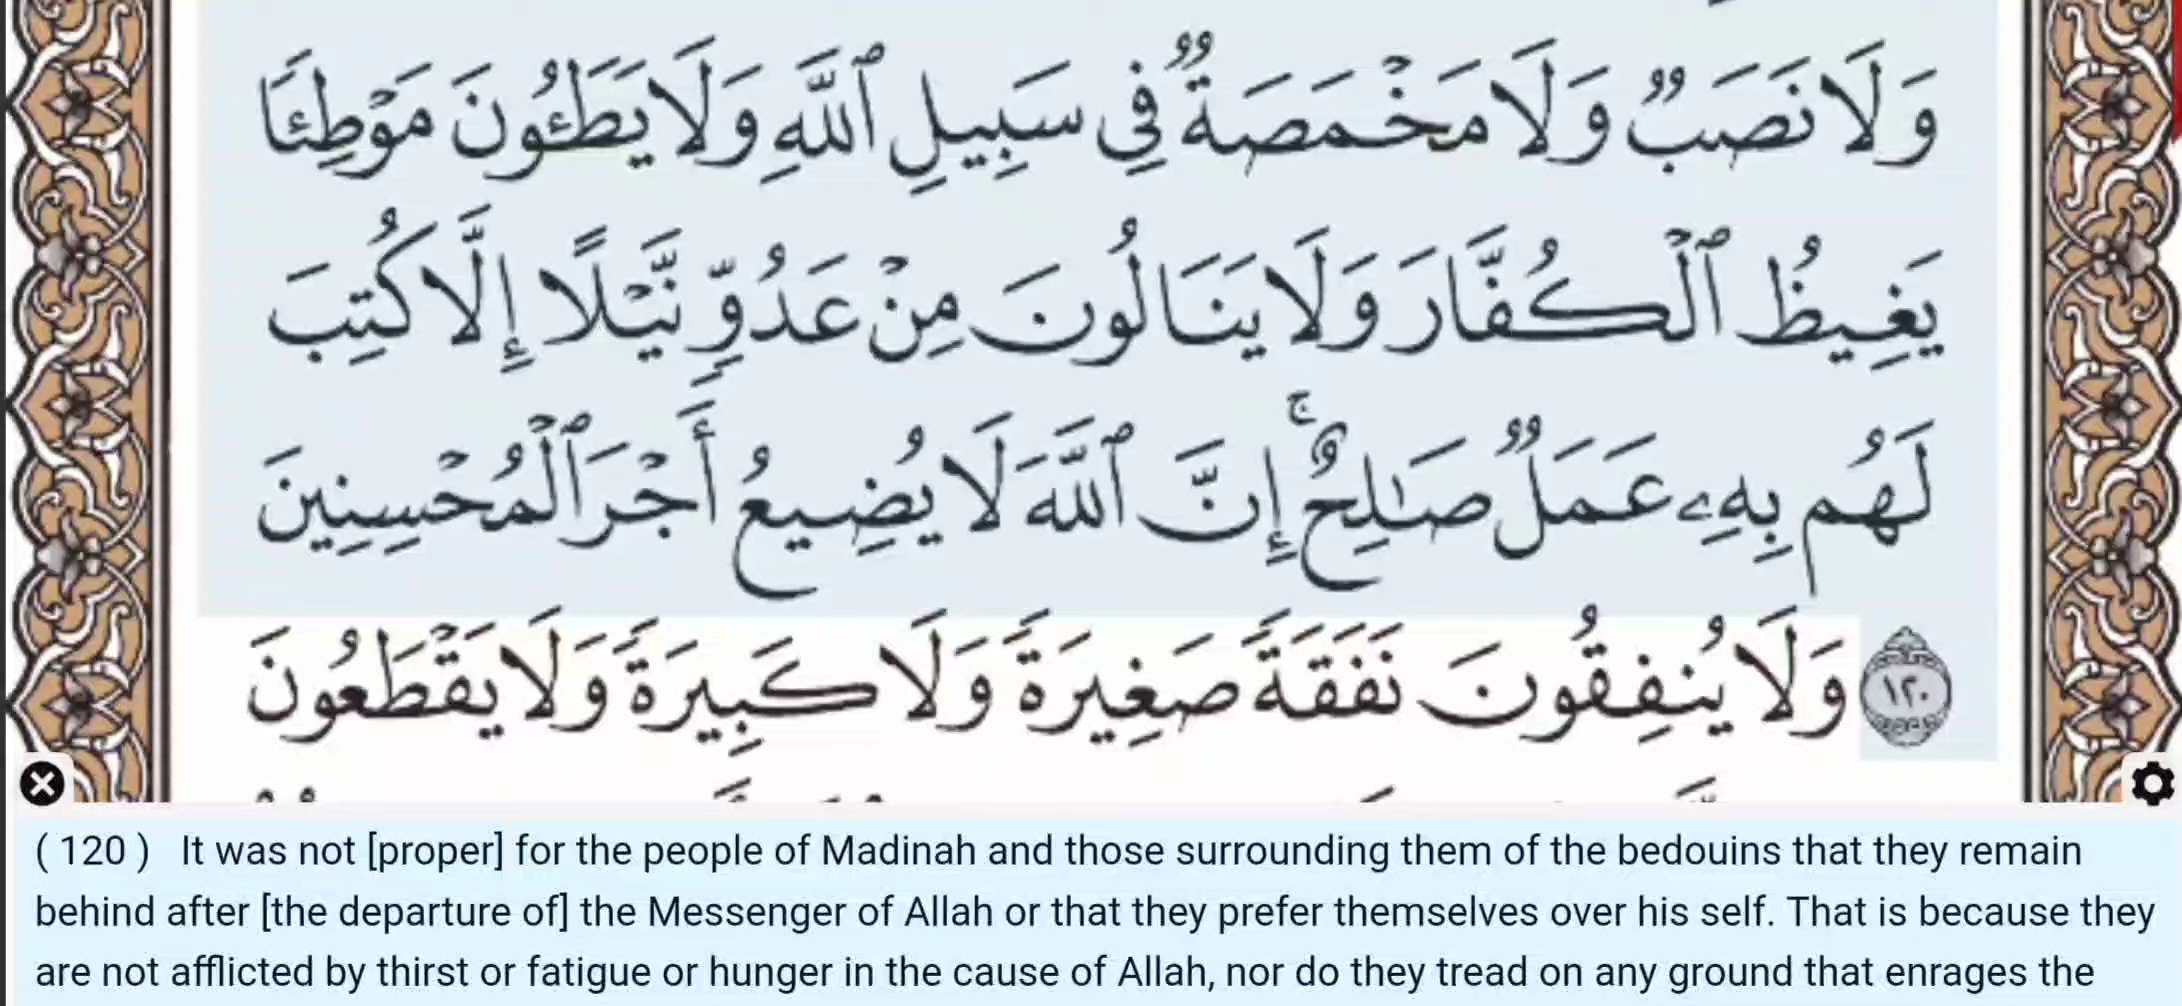 وَلَا نَصَبٌ وَلَا مَخْمَصَةٌ فِي سَبِيلِ ٱللَّهِ وَلَا يَطَـُٔونَ مَوْطِئًا
يَغِيظُ ٱلْكُفَّارَ وَلَا يَنَالُونَ مِنْ عَدُوٍّ نَّيْلًا إِلَّا كُتِبَ
لَهُم بِهِۦ عَمَلٌ صَـٰلِحٌ ۚ إِنَّ ٱللَّهَ لَا يُضِيعُ أَجْرَ ٱلْمُحْسِنِينَ
١٢٠ وَلَا يُنفِقُونَ نَفَقَةً صَغِيرَةً وَلَا كَبِيرَةً وَلَا يَقْطَعُونَ
( 120 ) It was not [proper] for the people of Madinah and those surrounding them of the bedouins that they remain
behind after [the departure of] the Messenger of Allah or that they prefer themselves over his self. That is because they
are not afflicted by thirst or fatigue or hunger in the cause of Allah, nor do they tread on any ground that enrages the